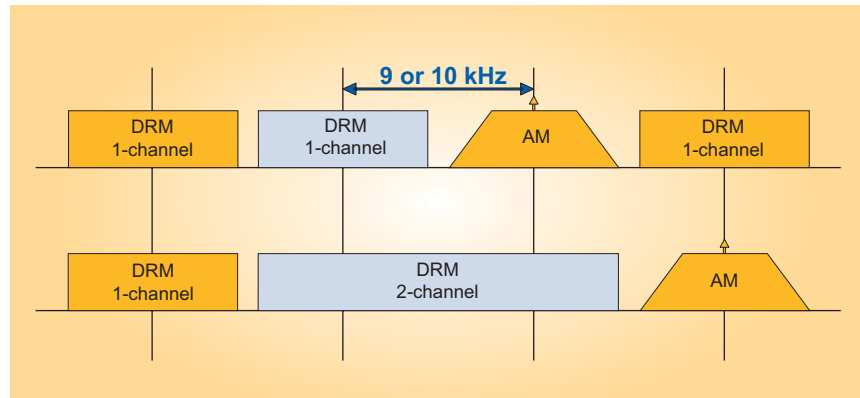 9 or 10 kHz
DRM
1-channel
DRM
1-channel
AM
DRM
1-channel
DRM
1-channel
DRM
2-channel
AM